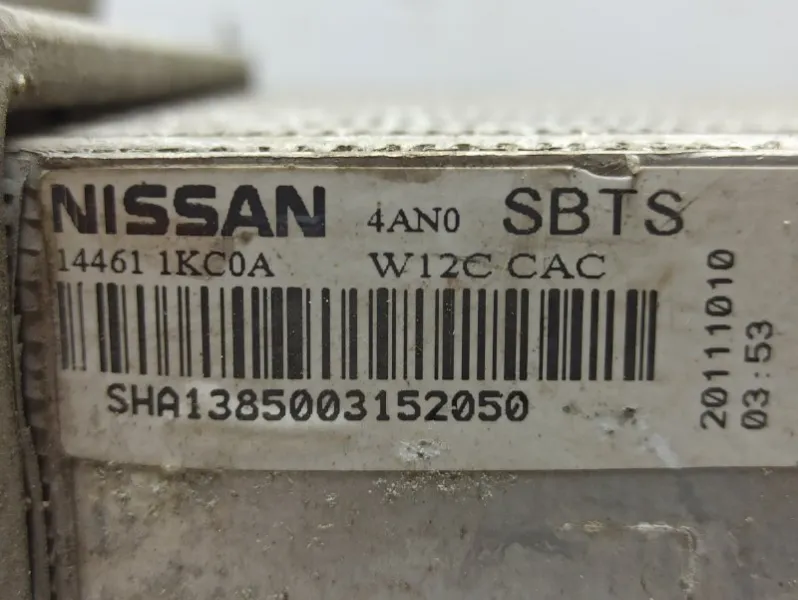 NISSAN 4AN0 SBTS
14461 1KC0A W12C CAC
SHA1385003152050
20111010
03:53